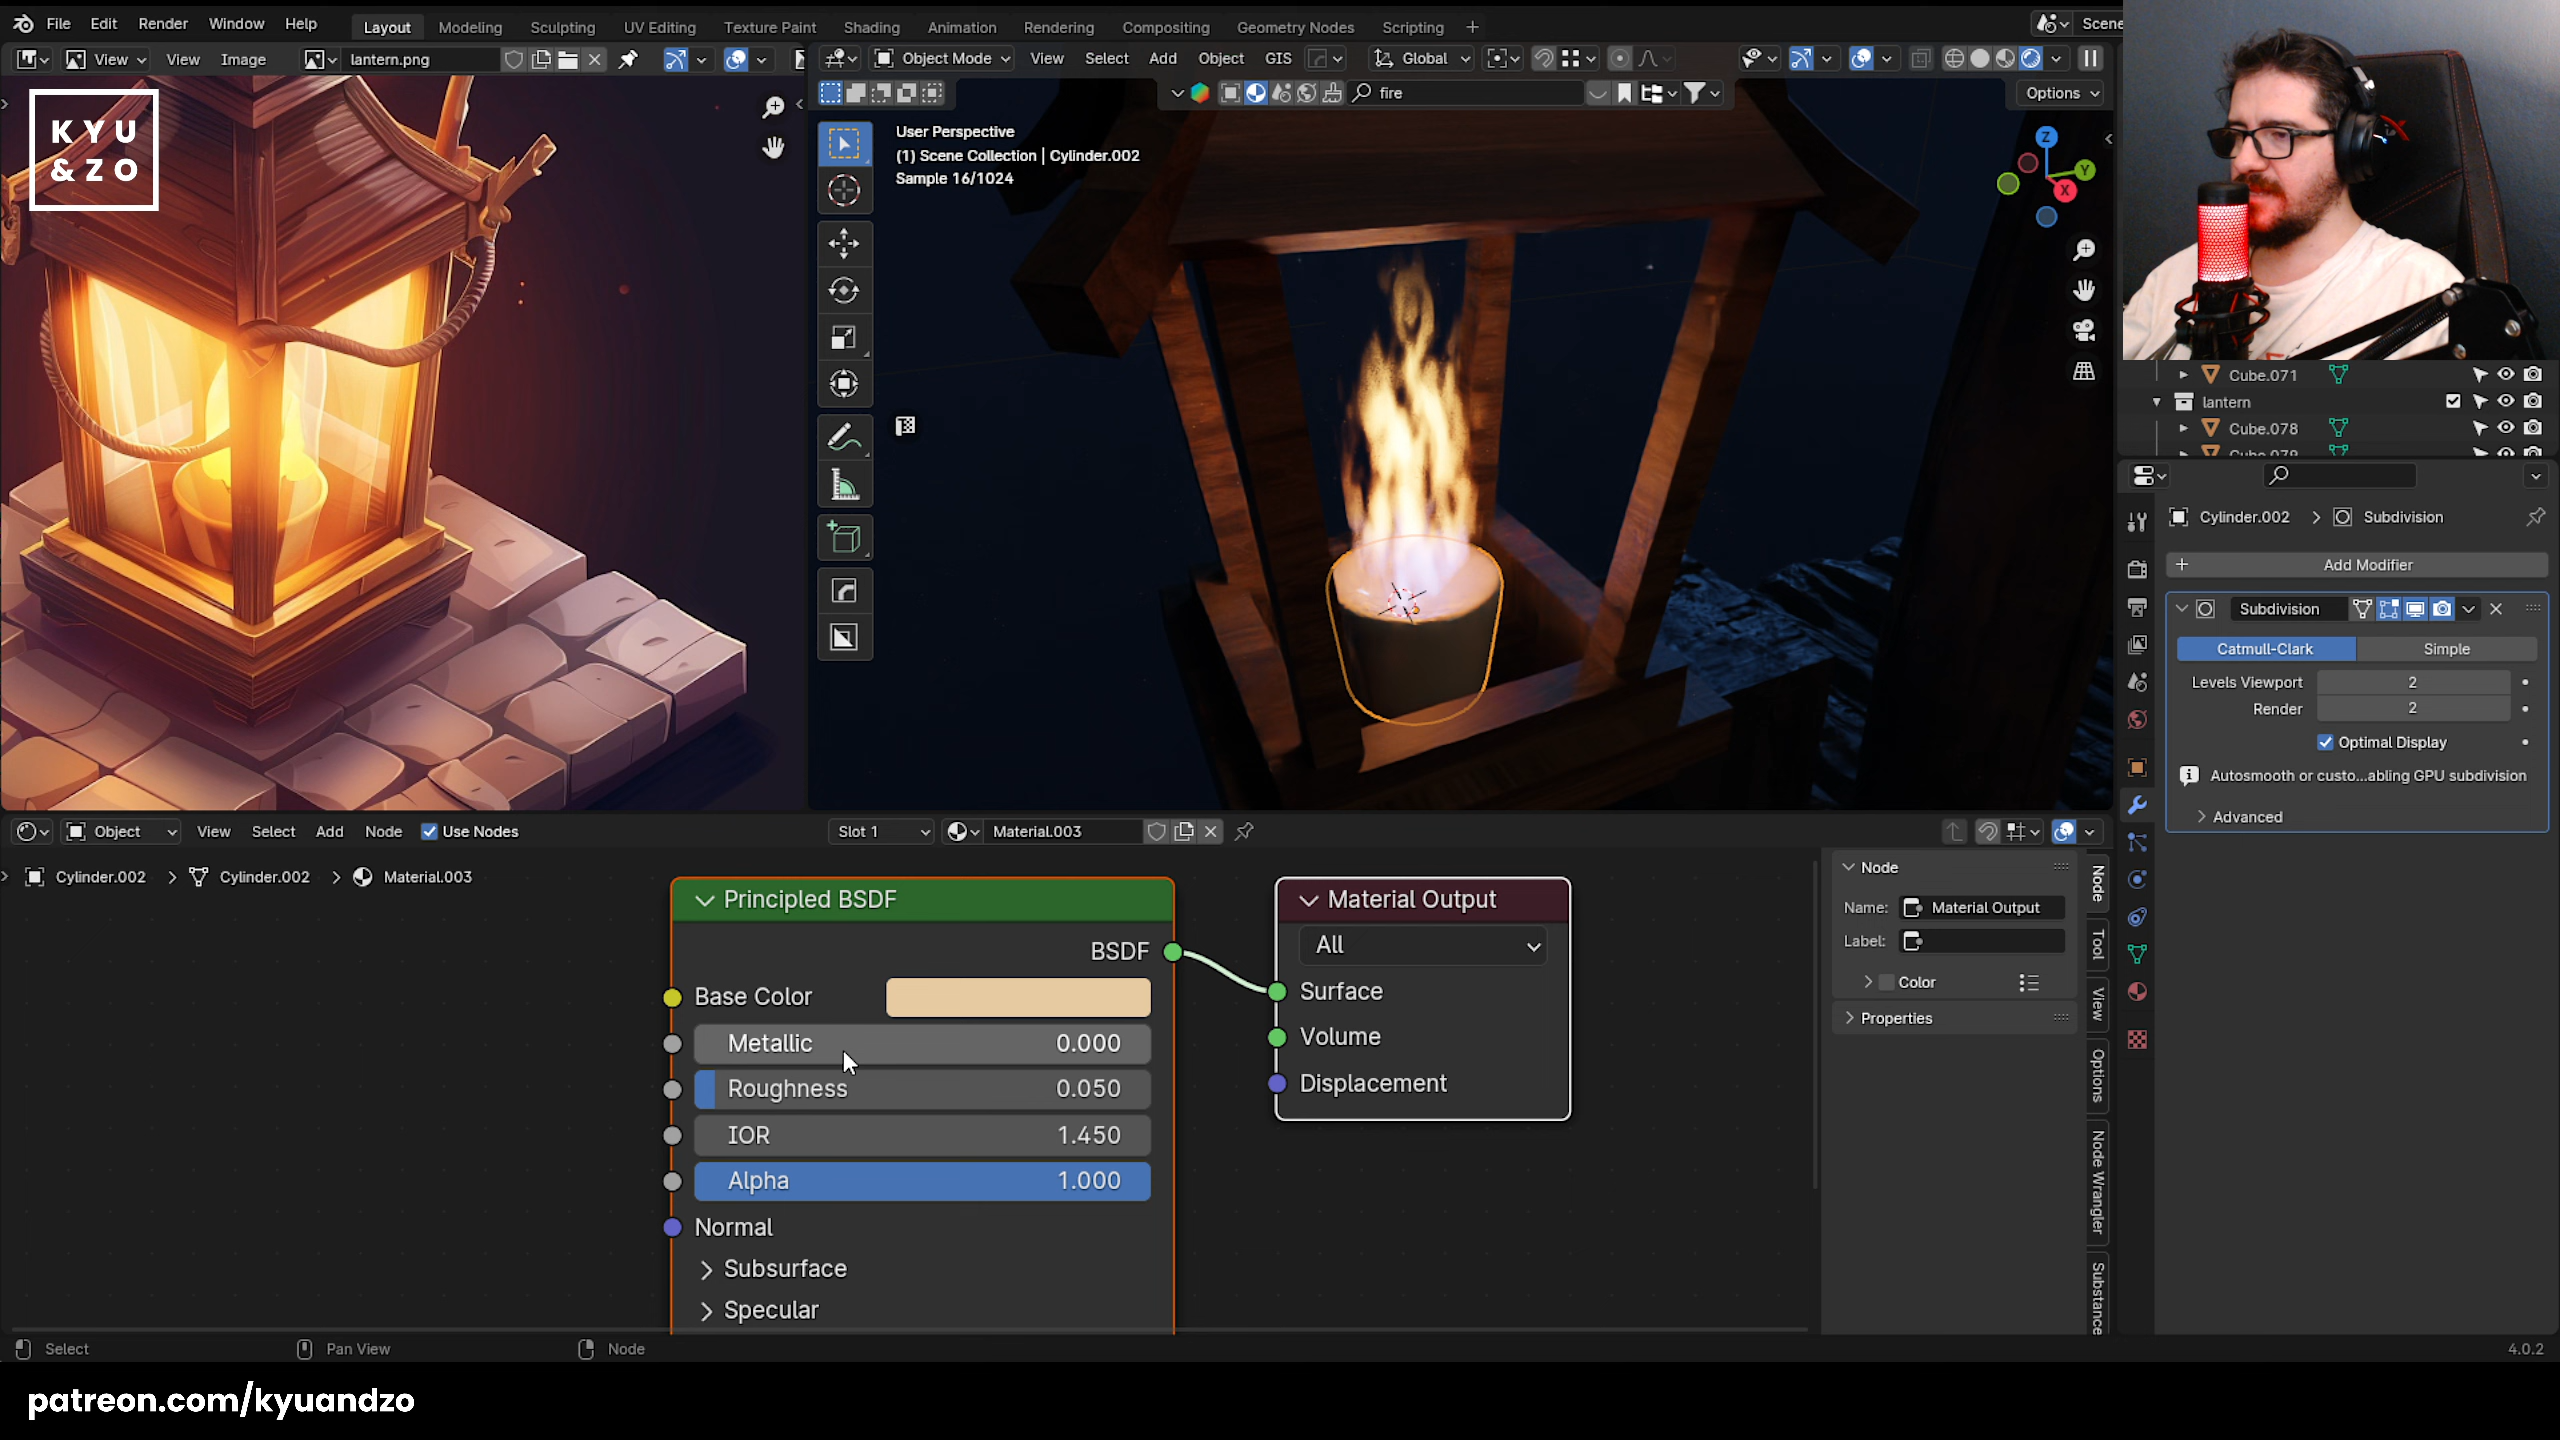 File Edit Render Window Help
Layout Modeling Sculpting UV Editing Texture Paint Shading Animation Rendering Compositing Geometry Nodes Scripting +
Scene
View View Image lantern.png
Object Mode View Select Add Object GIS Global
fire
Options
KYU
&ZO
User Perspective
(1) Scene Collection | Cylinder.002
Sample 16/1024
Z
Y
X
Cube.071
lantern
Cube.078
Cylinder.002 > Subdivision
+ Add Modifier
Subdivision
Catmull-Clark Simple
Levels Viewport 2
Render 2
Optimal Display
Autosmooth or custo...abling GPU subdivision
Advanced
Object View Select Add Node Use Nodes
Slot 1 Material.003
Cylinder.002 > Cylinder.002 > Material.003
Principled BSDF
BSDF
Base Color
Metallic 0.000
Roughness 0.050
IOR 1.450
Alpha 1.000
Normal
Subsurface
Specular
Material Output
All
Surface
Volume
Displacement
Node
Name: Material Output
Label:
Color
Properties
Node
Tool
View
Options
Node Wrangler
Substance
Select Pan View Node
4.0.2
patreon.com/kyuandzo